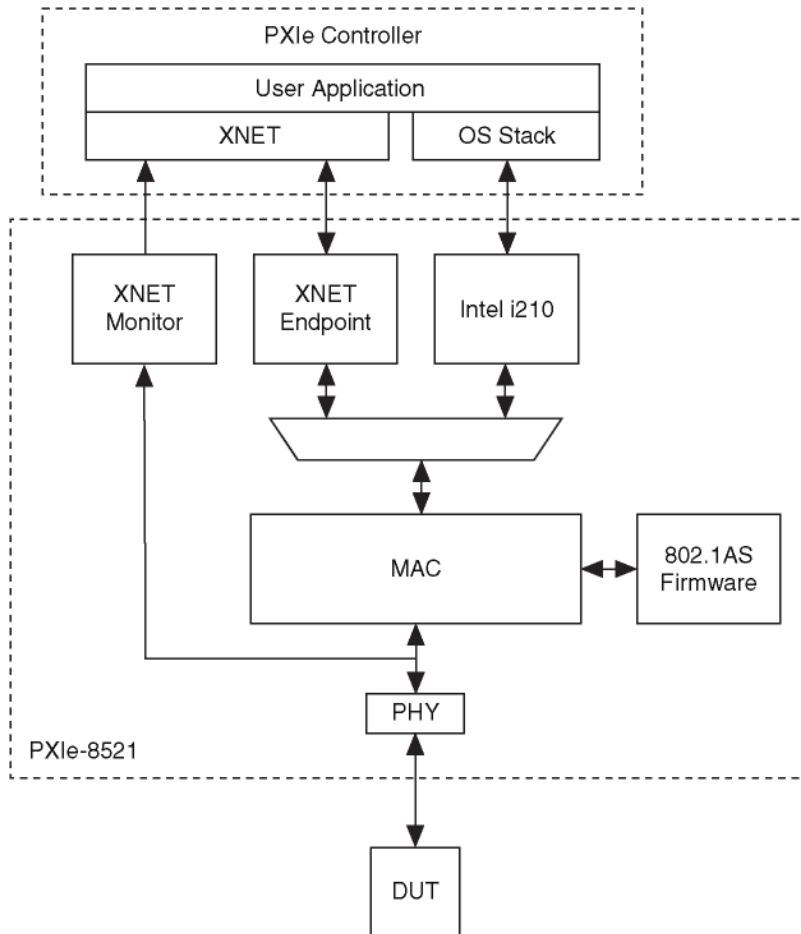 PXIe Controller
User Application
XNET
OS Stack
XNET
Monitor
XNET
Endpoint
Intel i210
MAC
802.1AS
Firmware
PHY
PXIe-8521
DUT